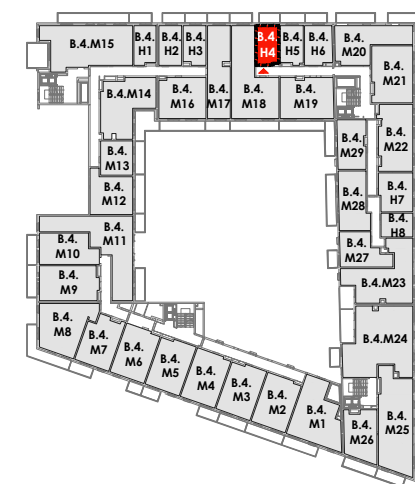 B.4.M15
B.4.
H1
B.4.
H2
B.4.
H3
B.4.
H4
B.4.
H5
B.4.
H6
B.4.
M20
B.4.
M21
B.4.
M14
B.4.
M16
B.4.
M17
B.4.
M18
B.4.
M19
B.4.
M13
B.4.
M12
B.4.
M29
B.4.
M22
B.4.
M28
B.4.
H7
B.4.
H8
B.4.
M11
B.4.
M10
B.4.
M9
B.4.
M27
B.4.M23
B.4.
M8
B.4.
M7
B.4.
M6
B.4.
M5
B.4.
M4
B.4.
M3
B.4.
M2
B.4.
M1
B.4.M24
B.4.
M26
B.4.
M25